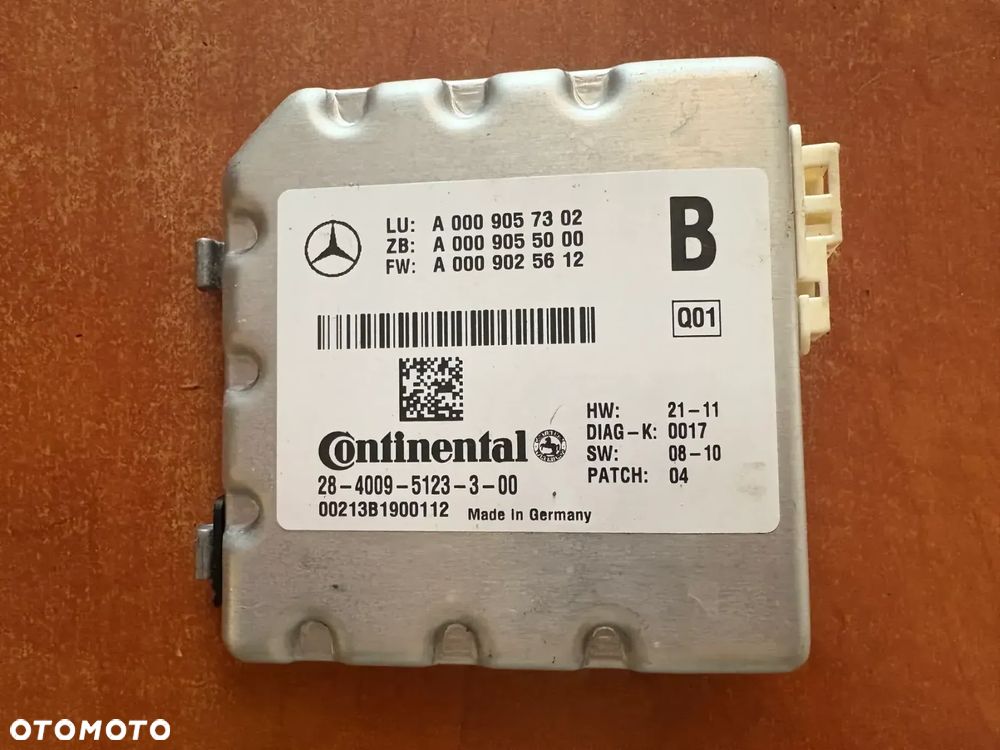 LU: A 000 905 73 02
ZB: A 000 905 50 00
FW: A 000 902 56 12
B
Q01
HW: 21-11
DIAG-K: 0017
SW: 08-10
PATCH: 04
Continental
28-4009-5123-3-00
00213B1900112 Made In Germany
OTOMOTO